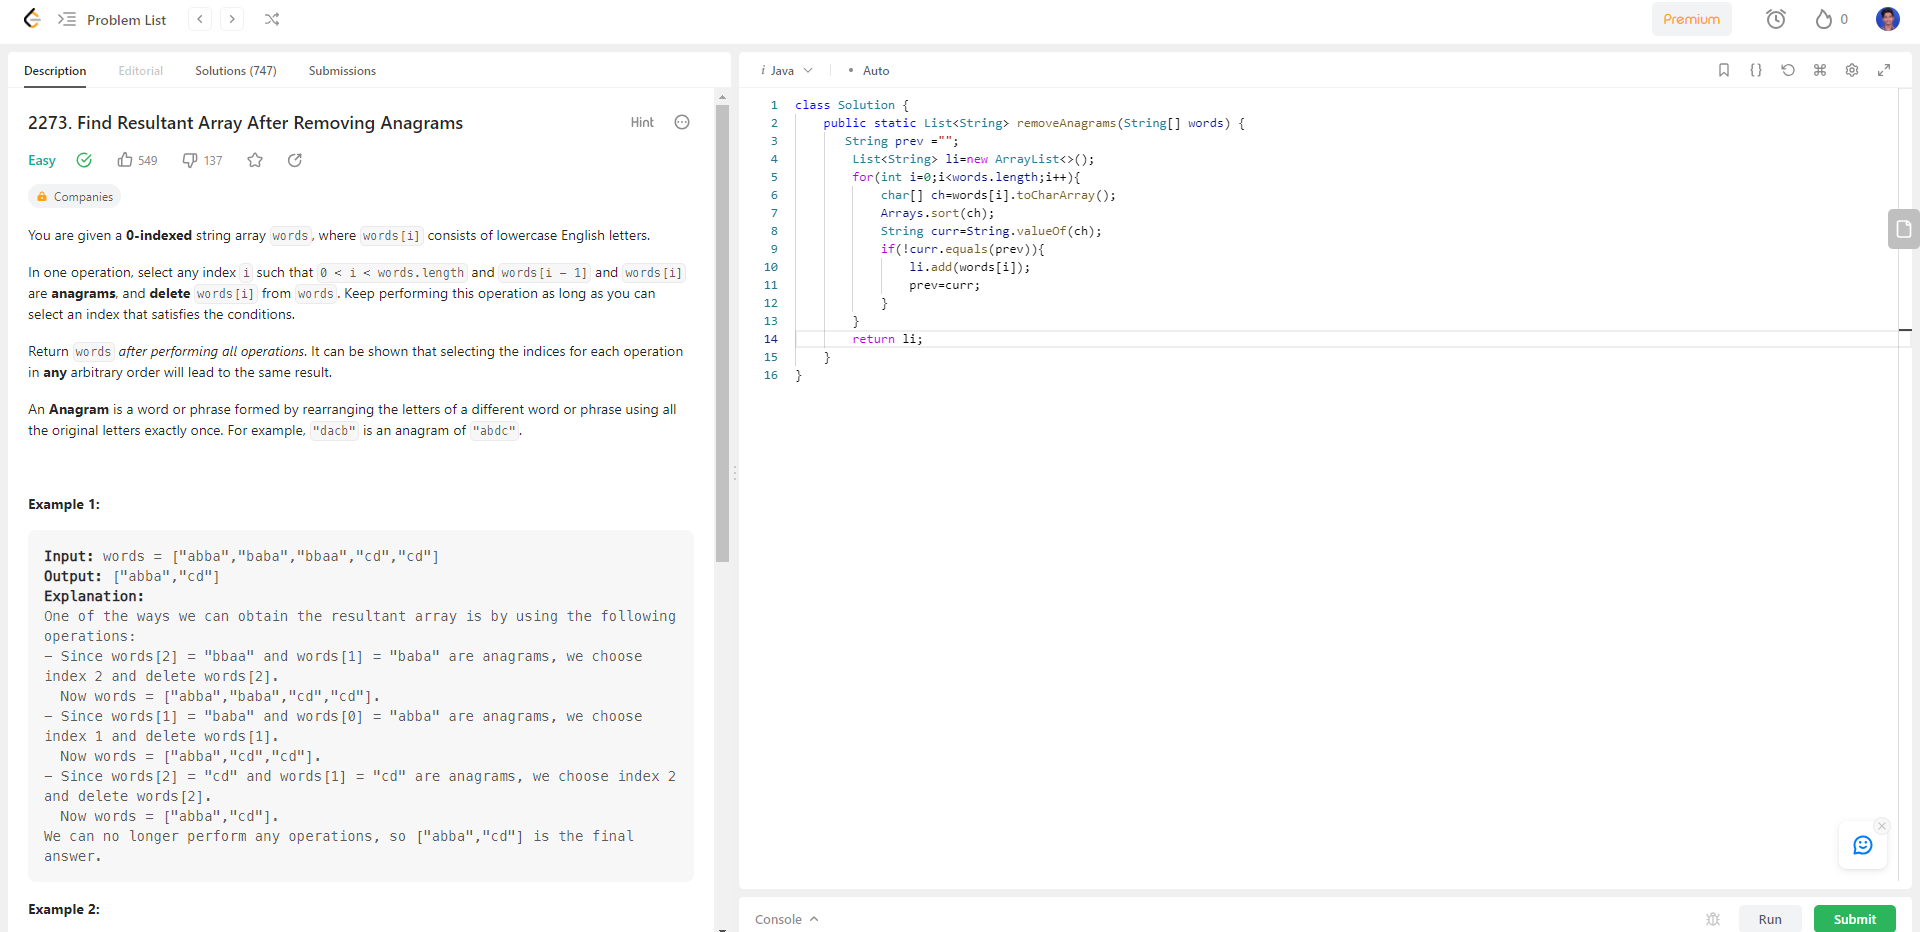 Problem List
Premium
0
Description Editorial Solutions (747) Submissions
2273. Find Resultant Array After Removing Anagrams
Hint
Easy 549 137
Companies
You are given a 0-indexed string array words, where words[i] consists of lowercase English letters.
In one operation, select any index i such that 0 < i < words.length and words[i - 1] and words[i]
are anagrams, and delete words[i] from words. Keep performing this operation as long as you can
select an index that satisfies the conditions.
Return words after performing all operations. It can be shown that selecting the indices for each operation
in any arbitrary order will lead to the same result.
An Anagram is a word or phrase formed by rearranging the letters of a different word or phrase using all
the original letters exactly once. For example, "dacb" is an anagram of "abdc".
Example 1:
Input: words = ["abba","baba","bbaa","cd","cd"]
Output: ["abba","cd"]
Explanation:
One of the ways we can obtain the resultant array is by using the following
operations:
- Since words[2] = "bbaa" and words[1] = "baba" are anagrams, we choose
index 2 and delete words[2].
Now words = ["abba","baba","cd","cd"].
- Since words[1] = "baba" and words[0] = "abba" are anagrams, we choose
index 1 and delete words[1].
Now words = ["abba","cd","cd"].
- Since words[2] = "cd" and words[1] = "cd" are anagrams, we choose index 2
and delete words[2].
Now words = ["abba","cd"].
We can no longer perform any operations, so ["abba","cd"] is the final
answer.
Example 2:
i Java • Auto
1 class Solution {
2 public static List<String> removeAnagrams(String[] words) {
3 String prev ="";
4 List<String> li=new ArrayList<>();
5 for(int i=0;i<words.length;i++){
6 char[] ch=words[i].toCharArray();
7 Arrays.sort(ch);
8 String curr=String.valueOf(ch);
9 if(!curr.equals(prev)){
10 li.add(words[i]);
11 prev=curr;
12 }
13 }
14 return li;
15 }
16 }
Console
Run
Submit